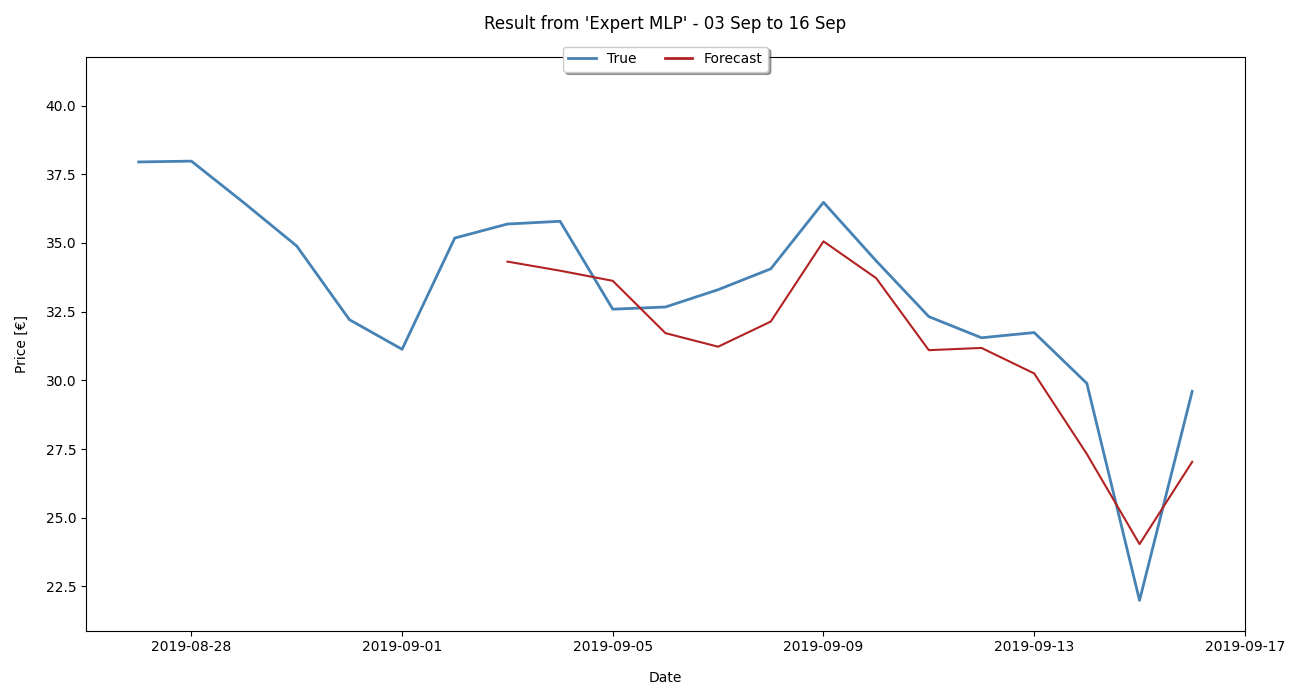 Result from 'Expert MLP' - 03 Sep to 16 Sep
True Forecast
40.0
37.5
35.0
32.5
30.0
27.5
25.0
22.5
Price [€]
2019-08-28 2019-09-01 2019-09-05 2019-09-09 2019-09-13 2019-09-17
Date